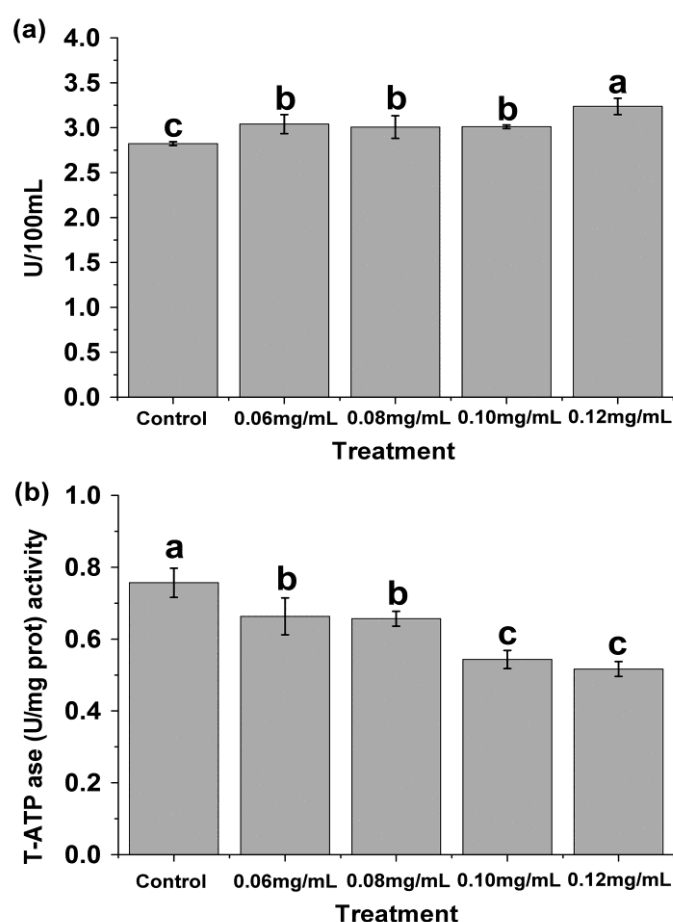 (a)
U/100mL
4.0
3.5
3.0
2.5
2.0
1.5
1.0
0.5
0.0
c
b
b
b
a
Control
0.06mg/mL
0.08mg/mL
0.10mg/mL
0.12mg/mL
Treatment
(b)
T-ATP ase (U/mg prot) activity
1.0
0.8
0.6
0.4
0.2
0.0
a
b
b
c
c
Control
0.06mg/mL
0.08mg/mL
0.10mg/mL
0.12mg/mL
Treatment